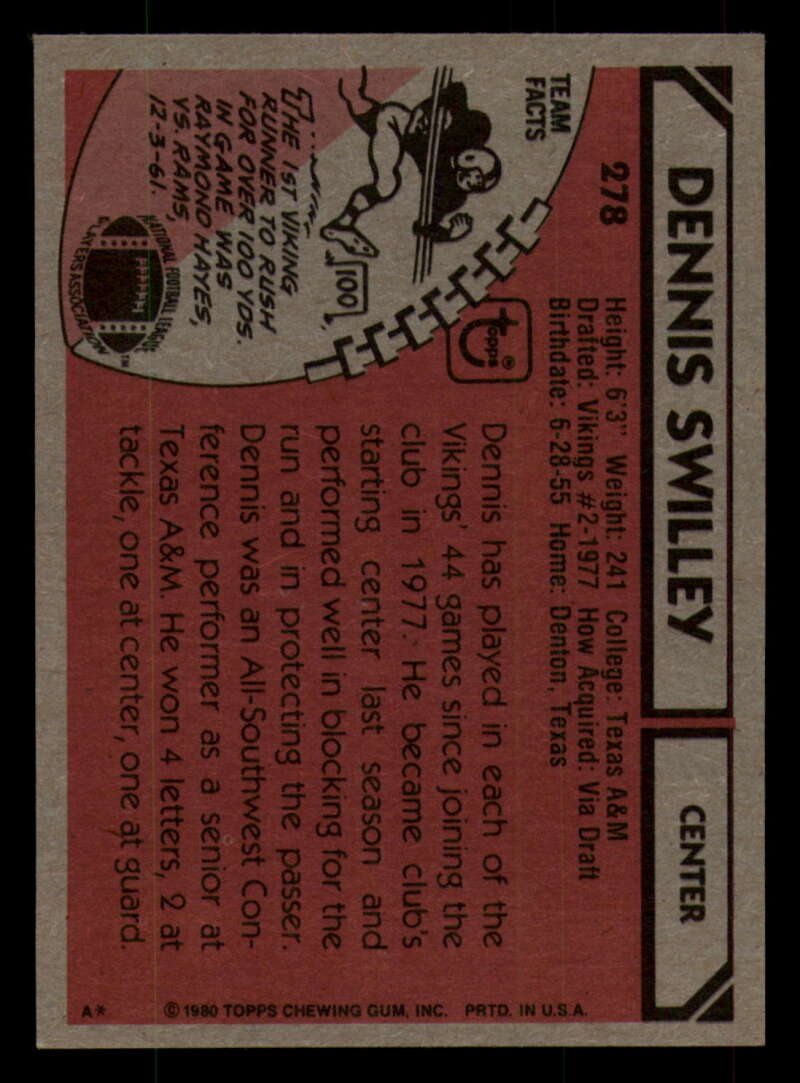 DENNIS SWILLEY
CENTER
278
Height: 6'3" Weight: 241 College: Texas A&M
Drafted: Vikings #2-1977 How Acquired: Via Draft
Birthdate: 6-28-55 Home: Denton, Texas
TEAM
FACTS
100
THE 1ST VIKING
RUNNER TO RUSH
FOR OVER 100 YDS.
IN GAME WAS
RAYMOND HAYES,
VS. RAMS,
12-3-61.
NATIONAL FOOTBALL LEAGUE
PLAYERS ASSOCIATION
TM
topps®
Dennis has played in each of the
Vikings' 44 games since joining the
club in 1977. He became club's
starting center last season and
performed well in blocking for the
run and in protecting the passer.
Dennis was an All-Southwest Con-
ference performer as a senior at
Texas A&M. He won 4 letters, 2 at
tackle, one at center, one at guard.
A* © 1980 TOPPS CHEWING GUM, INC. PRTD. IN U.S.A.